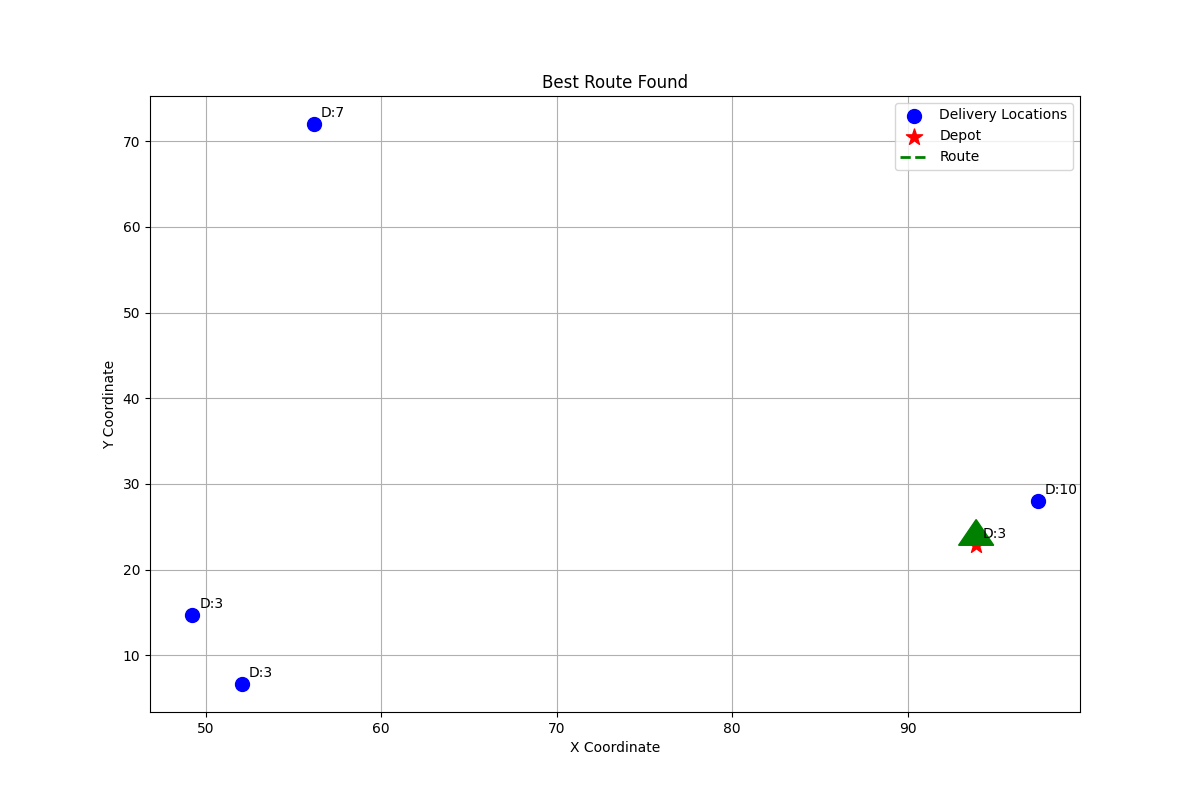 Best Route Found
D:7
Delivery Locations
Depot
Route
70
60
50
40
30
20
10
Y Coordinate
D:10
D:3
D:3
D:3
50
60
70
80
90
X Coordinate